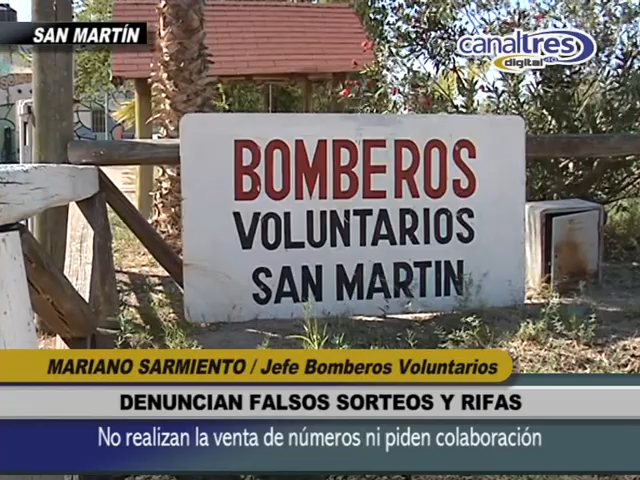 SAN MARTÍN
canaltres
digital
BOMBEROS
VOLUNTARIOS
SAN MARTIN
MARIANO SARMIENTO / Jefe Bomberos Voluntarios
DENUNCIAN FALSOS SORTEOS Y RIFAS
No realizan la venta de números ni piden colaboración